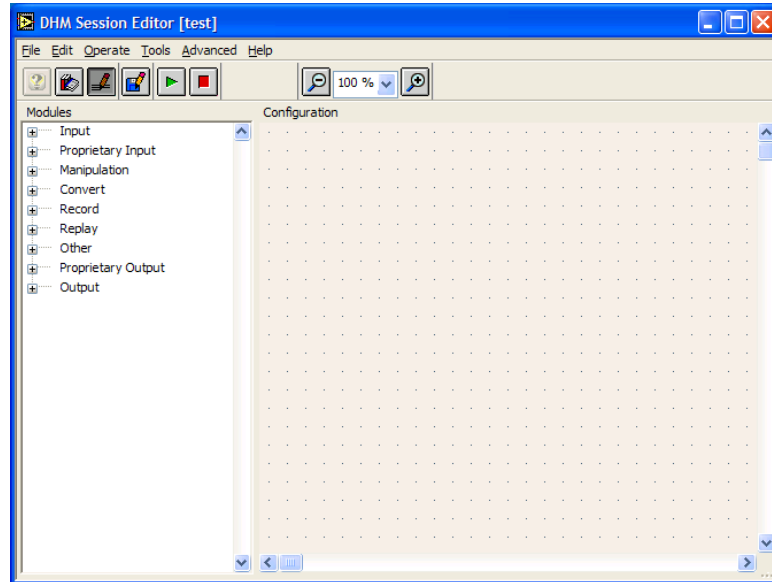 DHM Session Editor [test]
File Edit Operate Tools Advanced Help
100 %
Modules
Configuration
Input
Proprietary Input
Manipulation
Convert
Record
Replay
Other
Proprietary Output
Output